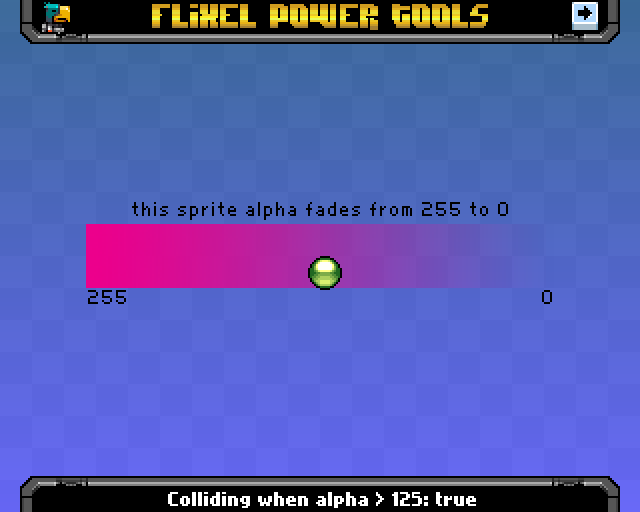 FLIXEL POWER TOOLS
this sprite alpha fades from 255 to 0
255
0
Colliding when alpha > 125: true